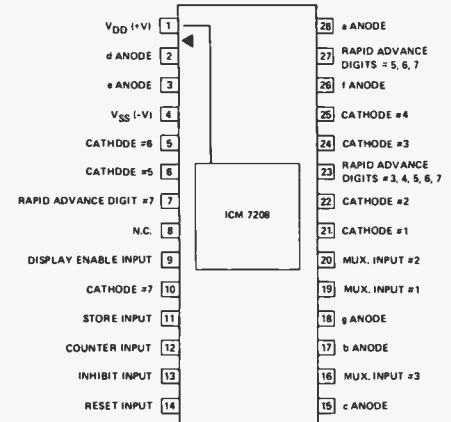 V_DD (+V) 1
d ANODE 2
e ANODE 3
V_SS (-V) 4
CATHODE #6 5
CATHODE #5 6
RAPID ADVANCE DIGIT #7 7
N.C. 8
DISPLAY ENABLE INPUT 9
CATHODE #7 10
STORE INPUT 11
COUNTER INPUT 12
INHIBIT INPUT 13
RESET INPUT 14
ICM 7208
28 a ANODE
27 RAPID ADVANCE
DIGITS #5, 6, 7
26 f ANODE
25 CATHODE #4
24 CATHODE #3
23 RAPID ADVANCE
DIGITS #3, 4, 5, 6, 7
22 CATHODE #2
21 CATHODE #1
20 MUX. INPUT #2
19 MUX. INPUT #1
18 g ANODE
17 b ANODE
16 MUX. INPUT #3
15 c ANODE